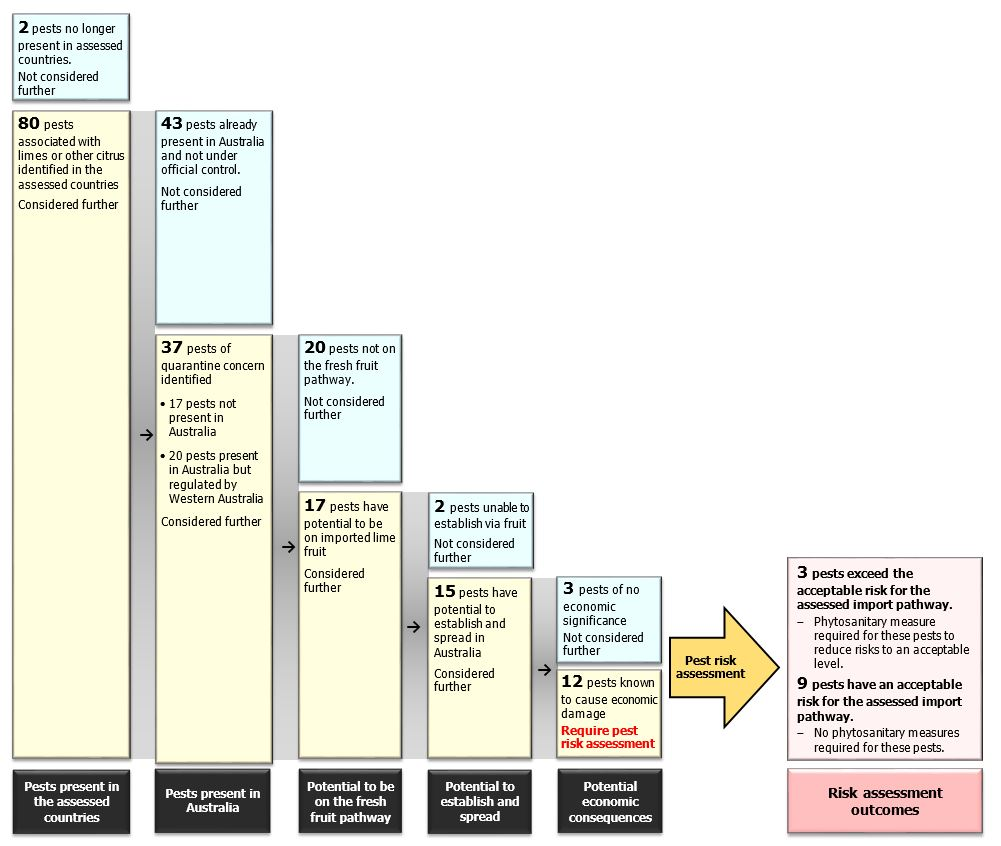 2 pests no longer
present in assessed
countries.
Not considered
further
80 pests
associated with
limes or other citrus
identified in the
assessed countries
Considered further
43 pests already
present in Australia
and not under
official control.
Not considered
further
37 pests of
quarantine concern
identified
• 17 pests not
present in
Australia
• 20 pests present
in Australia but
regulated by
Western Australia
Considered further
20 pests not on
the fresh fruit
pathway.
Not considered
further
17 pests have
potential to be
on imported lime
fruit
Considered
further
2 pests unable to
establish via fruit
Not considered
further
15 pests have
potential to
establish and
spread in
Australia
Considered
further
3 pests of no
economic
significance
Not considered
further
12 pests known
to cause economic
damage
Require pest
risk assessment
Pest risk
assessment
3 pests exceed the
acceptable risk for the
assessed import pathway.
– Phytosanitary measure
required for these pests to
reduce risks to an acceptable
level.
9 pests have an acceptable
risk for the assessed import
pathway.
– No phytosanitary measures
required for these pests.
Pests present in
the assessed
countries
Pests present in
Australia
Potential to be
on the fresh
fruit pathway
Potential to
establish and
spread
Potential
economic
consequences
Risk assessment
outcomes